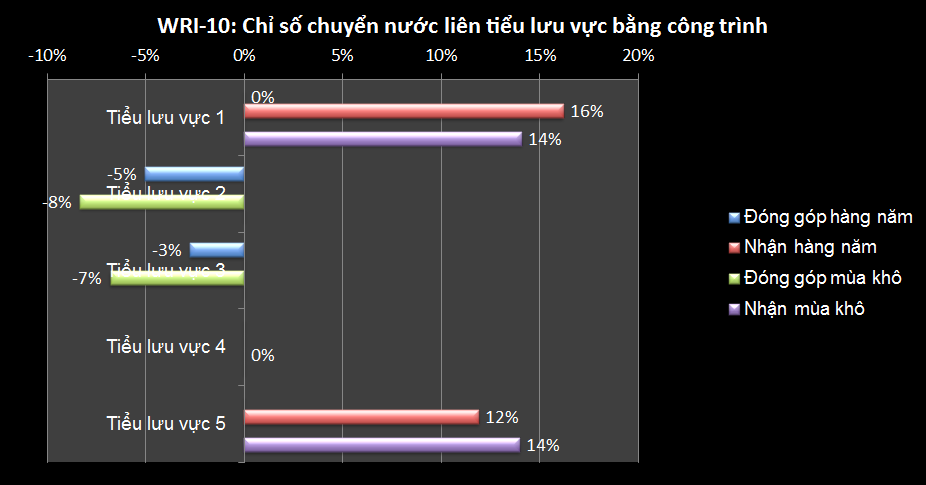 WRI-10: Chỉ số chuyển nước liên tiểu lưu vực bằng công trình
-10% -5% 0% 5% 10% 15% 20%
0%
Tiểu lưu vực 1
16%
14%
-5%
Tiểu lưu vực 2
-8%
-3%
Tiểu lưu vực 3
-7%
Tiểu lưu vực 4
0%
12%
Tiểu lưu vực 5
14%
Đóng góp hàng năm
Nhận hàng năm
Đóng góp mùa khô
Nhận mùa khô